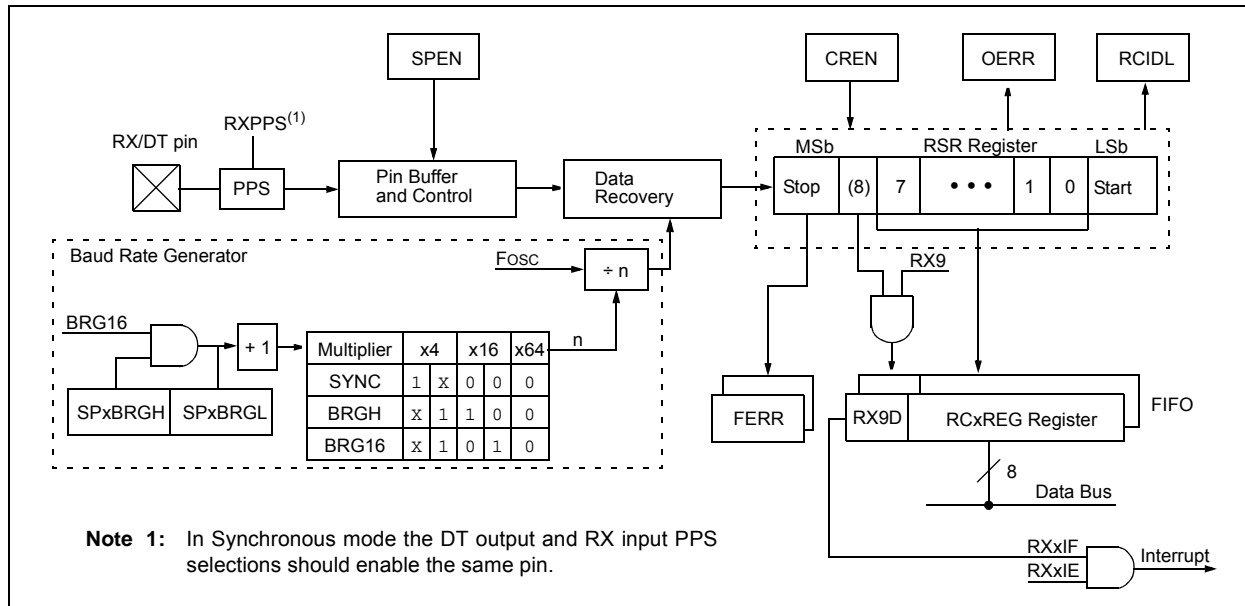 SPEN
CREN
OERR
RCIDL
RXPPS(1)
RX/DT pin
PPS
Pin Buffer
and Control
Data
Recovery
MSb
RSR Register
LSb
Stop (8) 7 • • • 1 0 Start
Baud Rate Generator
FOSC
÷ n
RX9
BRG16
+ 1
n
Multiplier x4 x16 x64
SYNC 1 X 0 0 0
BRGH X 1 1 0 0
BRG16 X 1 0 1 0
SPxBRGH SPxBRGL
FERR
RX9D
RCxREG Register
FIFO
8
Data Bus
Note 1: In Synchronous mode the DT output and RX input PPS
selections should enable the same pin.
RXxIF
RXxIE
Interrupt